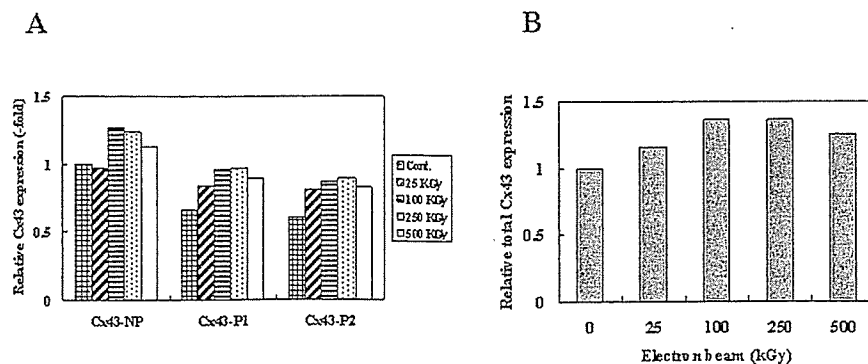 A
Relative Cx43 expression (-fold)
1.5
1
0.5
0
Cx43-NP
Cx43-P1
Cx43-P2
Cont.
25 KGy
100 KGy
250 KGy
500 KGy
B
Relative total Cx43 expression
1.5
1
0.5
0
0
25
100
250
500
Electron beam (kGy)